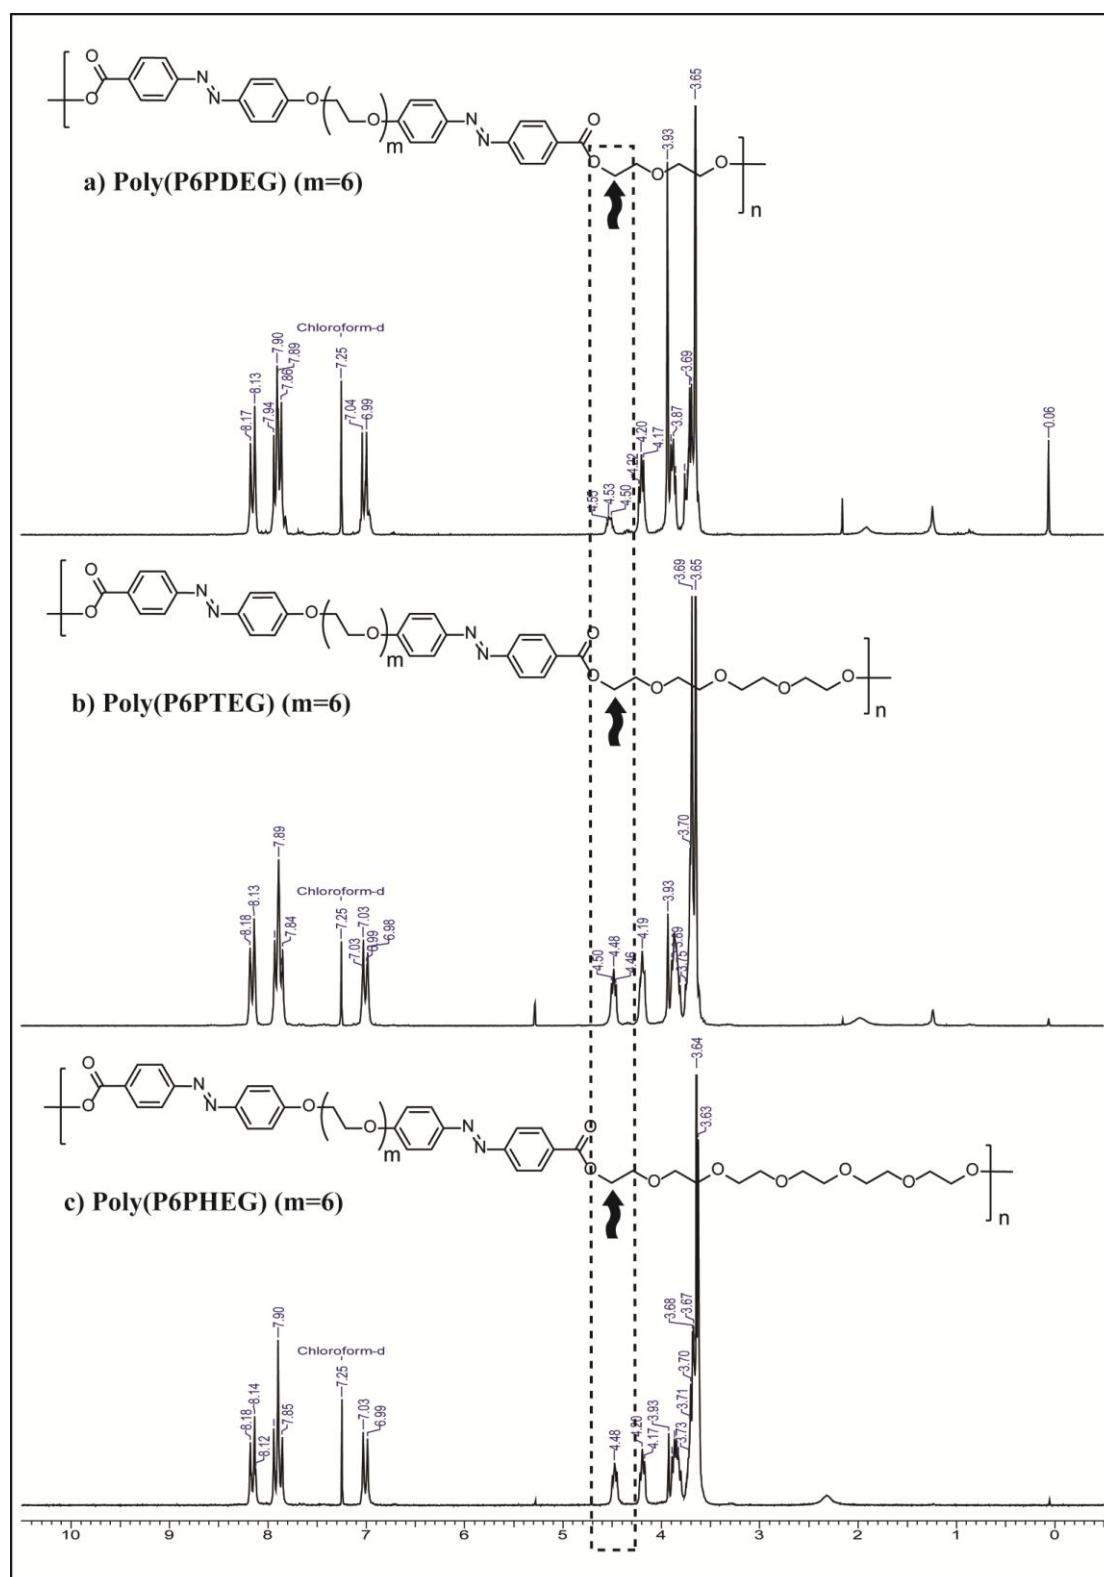 O
O
N
N
O
O
m
N
N
O
O
O
O
n
a) Poly(P6PDEG) (m=6)
8.17
8.13
7.94
7.90
7.89
7.86
Chloroform-d
7.25
7.04
6.99
4.55
4.53
4.50
4.22
4.20
4.17
3.93
3.87
3.69
3.65
0.06
O
O
N
N
O
O
m
N
N
O
O
O
O
O
O
n
b) Poly(P6PTEG) (m=6)
8.18
8.13
7.89
7.84
Chloroform-d
7.25
7.03
7.03
6.99
6.98
4.50
4.48
4.46
4.19
3.93
3.89
3.75
3.70
3.69
3.65
O
O
N
N
O
O
m
N
N
O
O
O
O
O
O
O
O
n
c) Poly(P6PHEG) (m=6)
8.18
8.14
8.12
7.90
7.85
Chloroform-d
7.25
7.03
6.99
4.48
4.20
4.17
3.93
3.73
3.71
3.70
3.68
3.67
3.64
3.63
10 9 8 7 6 5 4 3 2 1 0